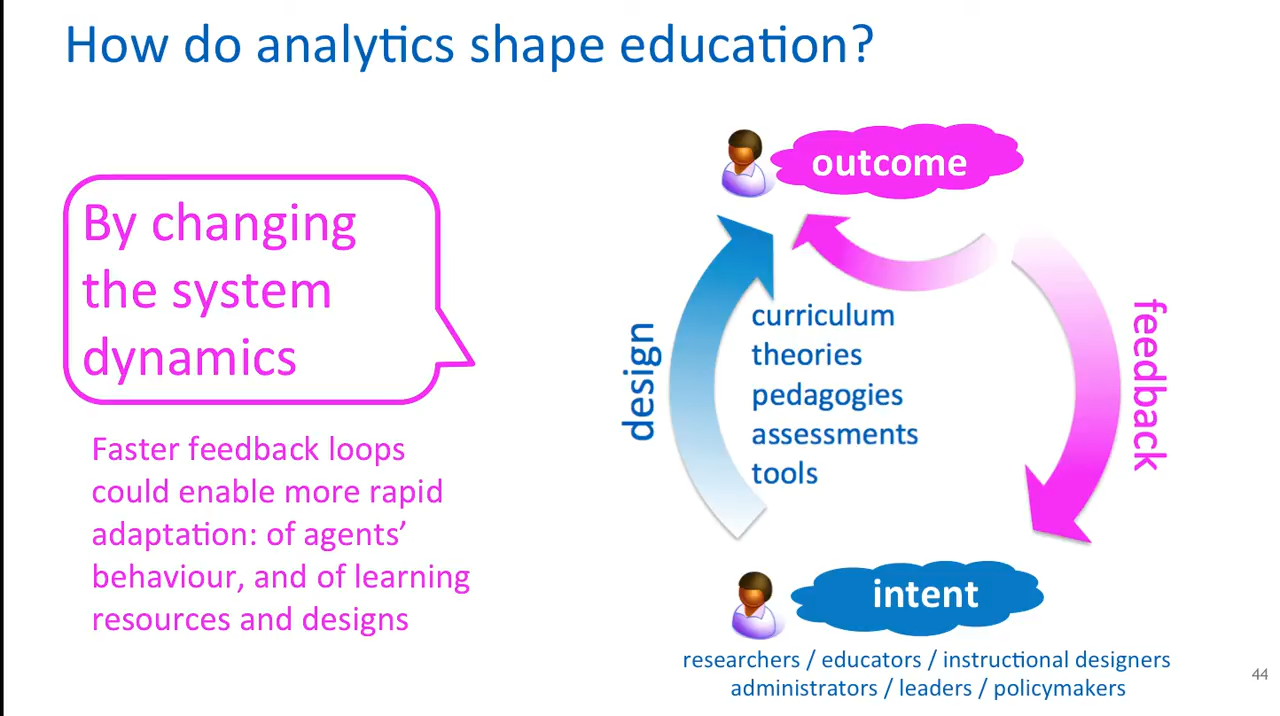 How do analytics shape education?
By changing
the system
dynamics
Faster feedback loops
could enable more rapid
adaptation: of agents’
behaviour, and of learning
resources and designs
outcome
design
curriculum
theories
pedagogies
assessments
tools
feedback
intent
researchers / educators / instructional designers
administrators / leaders / policymakers
44